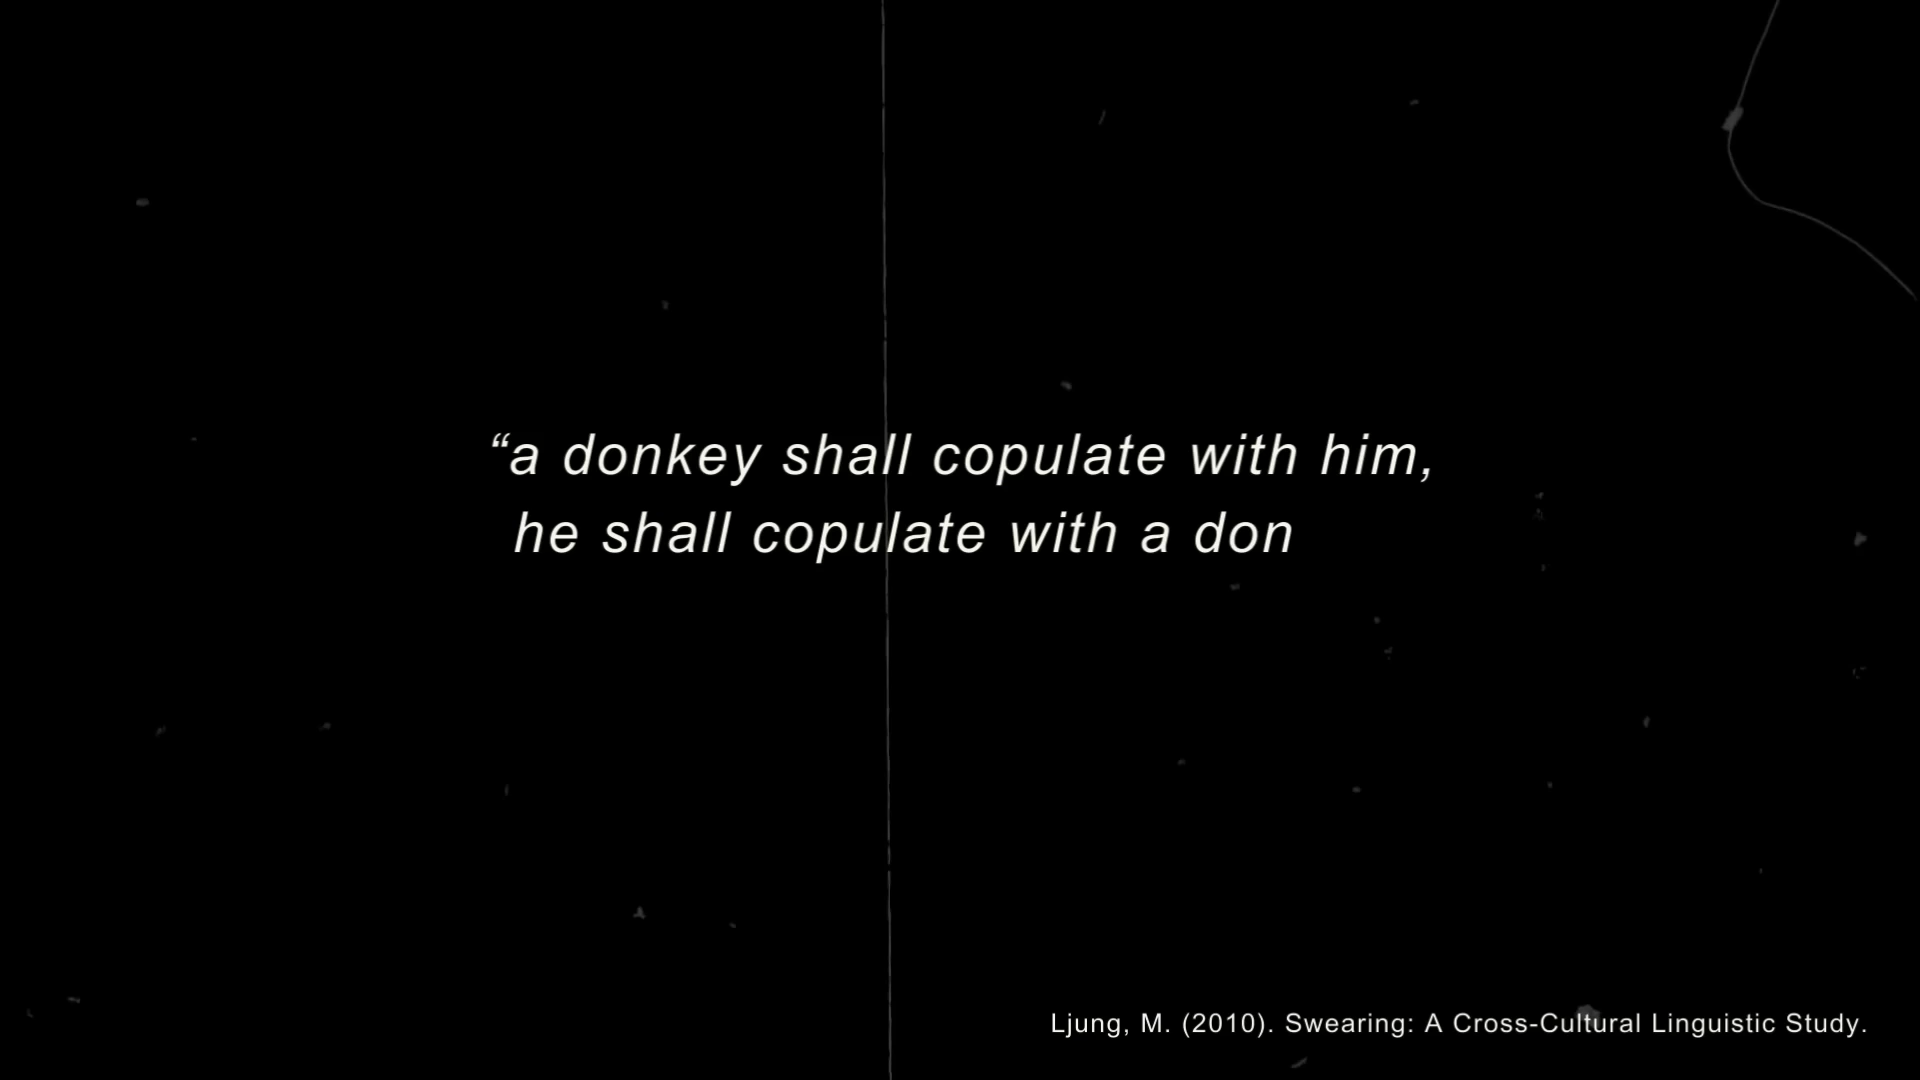 “a donkey shall copulate with him,
he shall copulate with a don
Ljung, M. (2010). Swearing: A Cross-Cultural Linguistic Study.